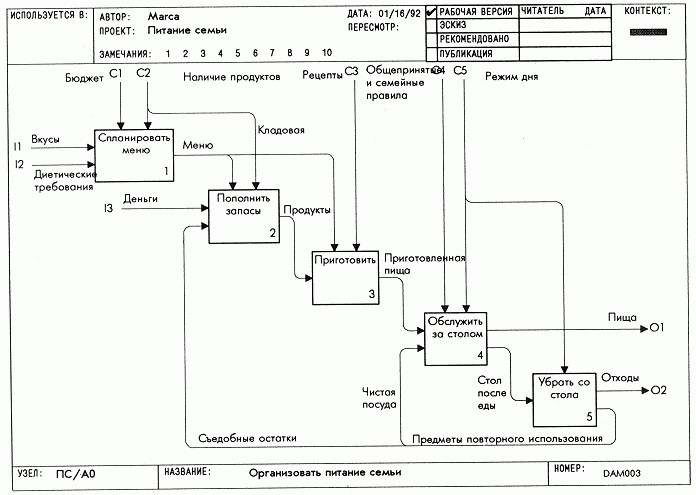 ИСПОЛЬЗУЕТСЯ В:
АВТОР: Marca
ДАТА: 01/16/92
ПРОЕКТ: Питание семьи
ПЕРЕСМОТР:
ЗАМЕЧАНИЯ: 1 2 3 4 5 6 7 8 9 10
РАБОЧАЯ ВЕРСИЯ
ЭСКИЗ
РЕКОМЕНДОВАНО
ПУБЛИКАЦИЯ
ЧИТАТЕЛЬ ДАТА
КОНТЕКСТ:
Бюджет C1 C2
Наличие продуктов
Рецепты C3
Общепринятые
и семейные
правила
C4 C5
Режим дня
Кладовая
I1 Вкусы
I2
Диетические
требования
Спланировать
меню
1
Меню
I3 Деньги
Пополнить
запасы
2
Продукты
Приготовить
3
Приготовленная
пища
Обслужить
за столом
4
Пища
O1
Чистая
посуда
Стол
после
еды
Убрать со
стола
5
Отходы
O2
Съедобные остатки
Предметы повторного использования
УЗЕЛ: ПС/A0
НАЗВАНИЕ: Организовать питание семьи
НОМЕР:
DAM003